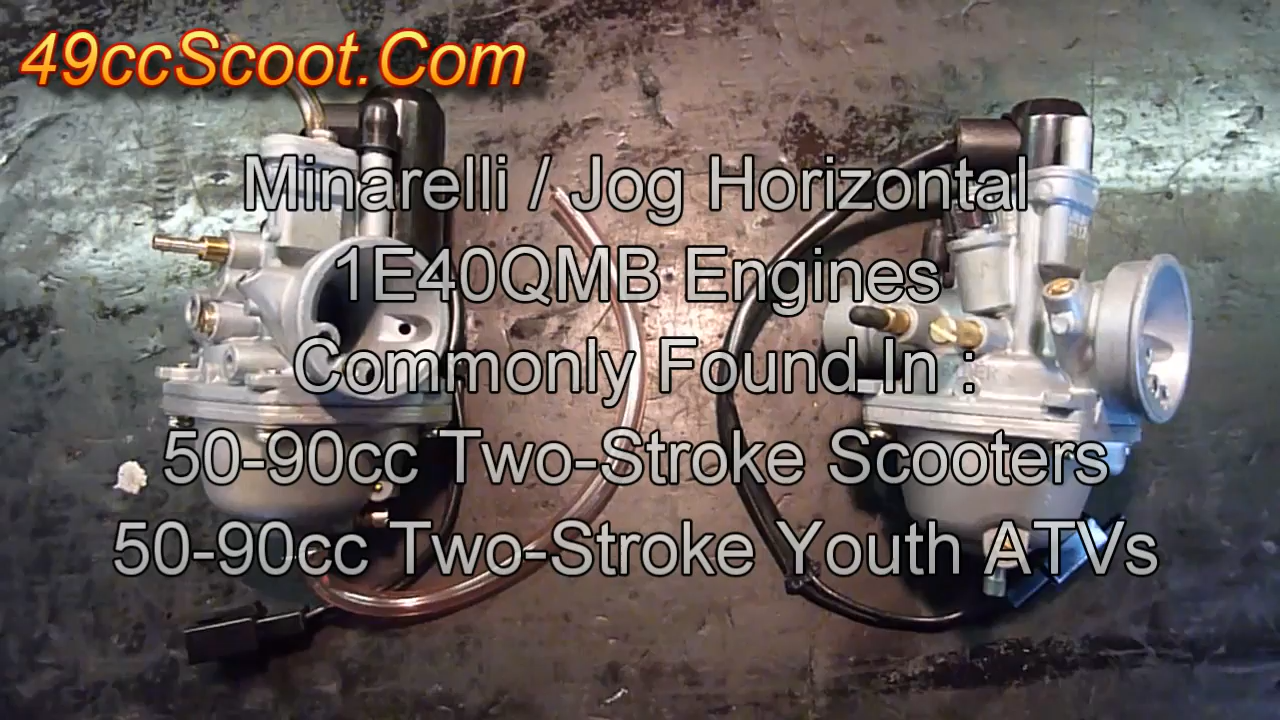 49ccScoot.Com
Minarelli / Jog Horizontal
1E40QMB Engines
Commonly Found In :
50-90cc Two-Stroke Scooters
50-90cc Two-Stroke Youth ATVs